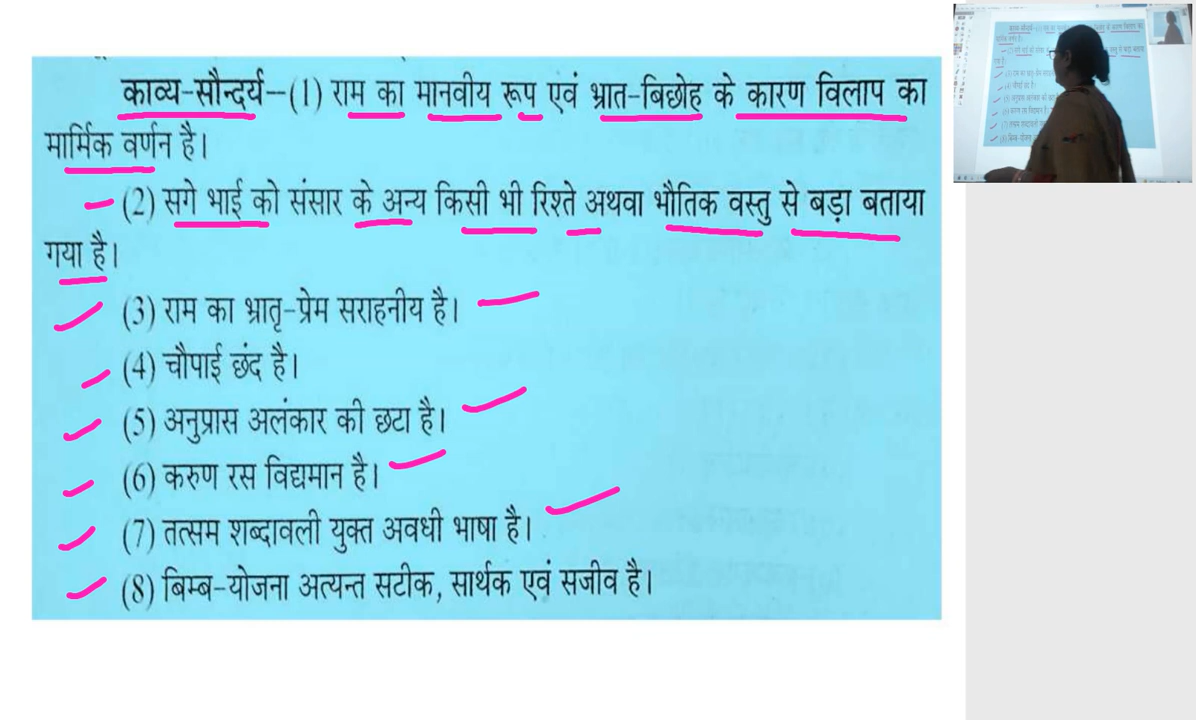 काव्य-सौन्दर्य-(1) राम का मानवीय रूप एवं भ्रात-बिछोह के कारण विलाप का
मार्मिक वर्णन है।
(2) सगे भाई को संसार के अन्य किसी भी रिश्ते अथवा भौतिक वस्तु से बड़ा बताया
गया है।
(3) राम का भ्रातृ-प्रेम सराहनीय है।
(4) चौपाई छंद है।
(5) अनुप्रास अलंकार की छटा है।
(6) करुण रस विद्यमान है।
(7) तत्सम शब्दावली युक्त अवधी भाषा है।
(8) बिम्ब-योजना अत्यन्त सटीक, सार्थक एवं सजीव है।